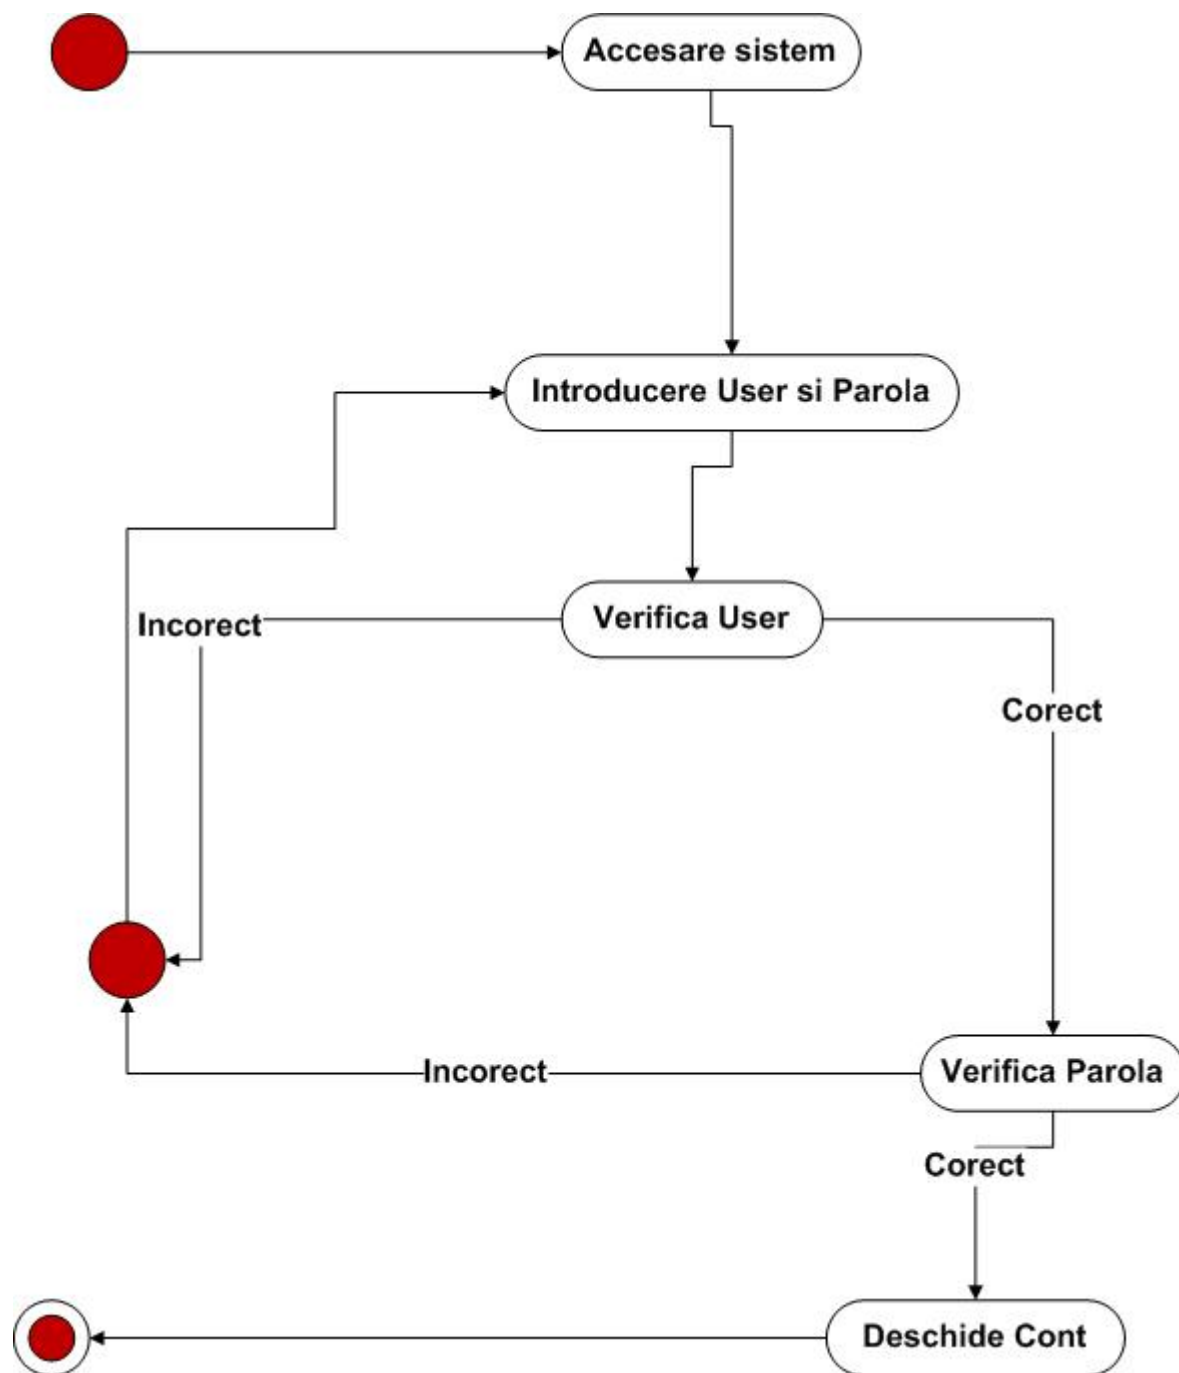 Accesare sistem
Introducere User si Parola
Verifica User
Incorect
Corect
Verifica Parola
Incorect
Corect
Deschide Cont